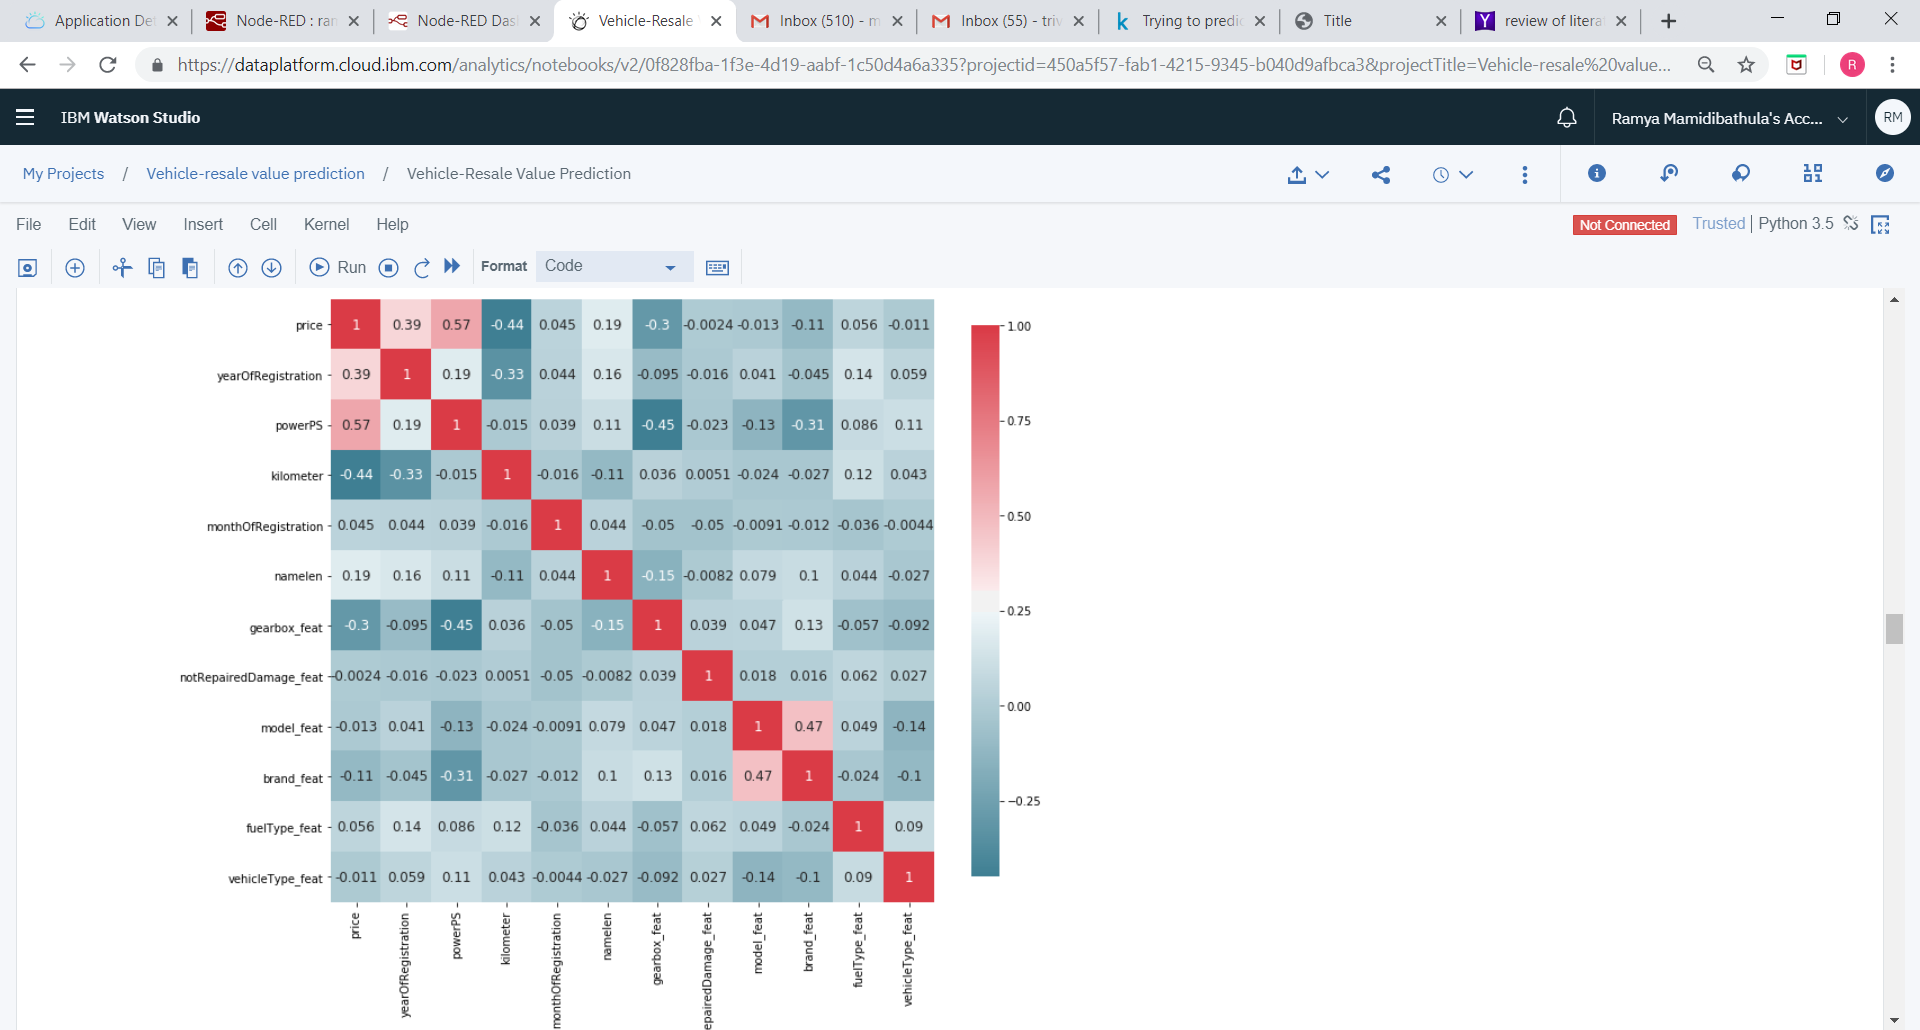 Application De
Node-RED : ran
Node-RED Das
Vehicle-Resale
Inbox (510) - m
Inbox (55) - triv
Trying to predic
Title
review of litera
https://dataplatform.cloud.ibm.com/analytics/notebooks/v2/0f828fba-1f3e-4d19-aabf-1c50d4a6a335?projectid=450a5f57-fab1-4215-9345-b040d9afbca3&projectTitle=Vehicle-resale%20value...
R
IBM Watson Studio
Ramya Mamidibathula's Acc...
RM
My Projects / Vehicle-resale value prediction / Vehicle-Resale Value Prediction
File Edit View Insert Cell Kernel Help
Not Connected Trusted | Python 3.5
Run Format Code
price 1 0.39 0.57 -0.44 0.045 0.19 -0.3 -0.0024 -0.013 -0.11 0.056 -0.011
yearOfRegistration 0.39 1 0.19 -0.33 0.044 0.16 -0.095 -0.016 0.041 -0.045 0.14 0.059
powerPS 0.57 0.19 1 -0.015 0.039 0.11 -0.45 -0.023 -0.13 -0.31 0.086 0.11
kilometer -0.44 -0.33 -0.015 1 -0.016 -0.11 0.036 0.0051 -0.024 -0.027 0.12 0.043
monthOfRegistration 0.045 0.044 0.039 -0.016 1 0.044 -0.05 -0.05 -0.0091 -0.012 -0.036 -0.0044
namelen 0.19 0.16 0.11 -0.11 0.044 1 -0.15 -0.0082 0.079 0.1 0.044 -0.027
gearbox_feat -0.3 -0.095 -0.45 0.036 -0.05 -0.15 1 0.039 0.047 0.13 -0.057 -0.092
notRepairedDamage_feat -0.0024 -0.016 -0.023 0.0051 -0.05 -0.0082 0.039 1 0.018 0.016 0.062 0.027
model_feat -0.013 0.041 -0.13 -0.024 -0.0091 0.079 0.047 0.018 1 0.47 0.049 -0.14
brand_feat -0.11 -0.045 -0.31 -0.027 -0.012 0.1 0.13 0.016 0.47 1 -0.024 -0.1
fuelType_feat 0.056 0.14 0.086 0.12 -0.036 0.044 -0.057 0.062 0.049 -0.024 1 0.09
vehicleType_feat -0.011 0.059 0.11 0.043 -0.0044 -0.027 -0.092 0.027 -0.14 -0.1 0.09 1
price
yearOfRegistration
powerPS
kilometer
monthOfRegistration
namelen
gearbox_feat
epairedDamage_feat
model_feat
brand_feat
fuelType_feat
vehicleType_feat
1.00
0.75
0.50
0.25
0.00
−0.25